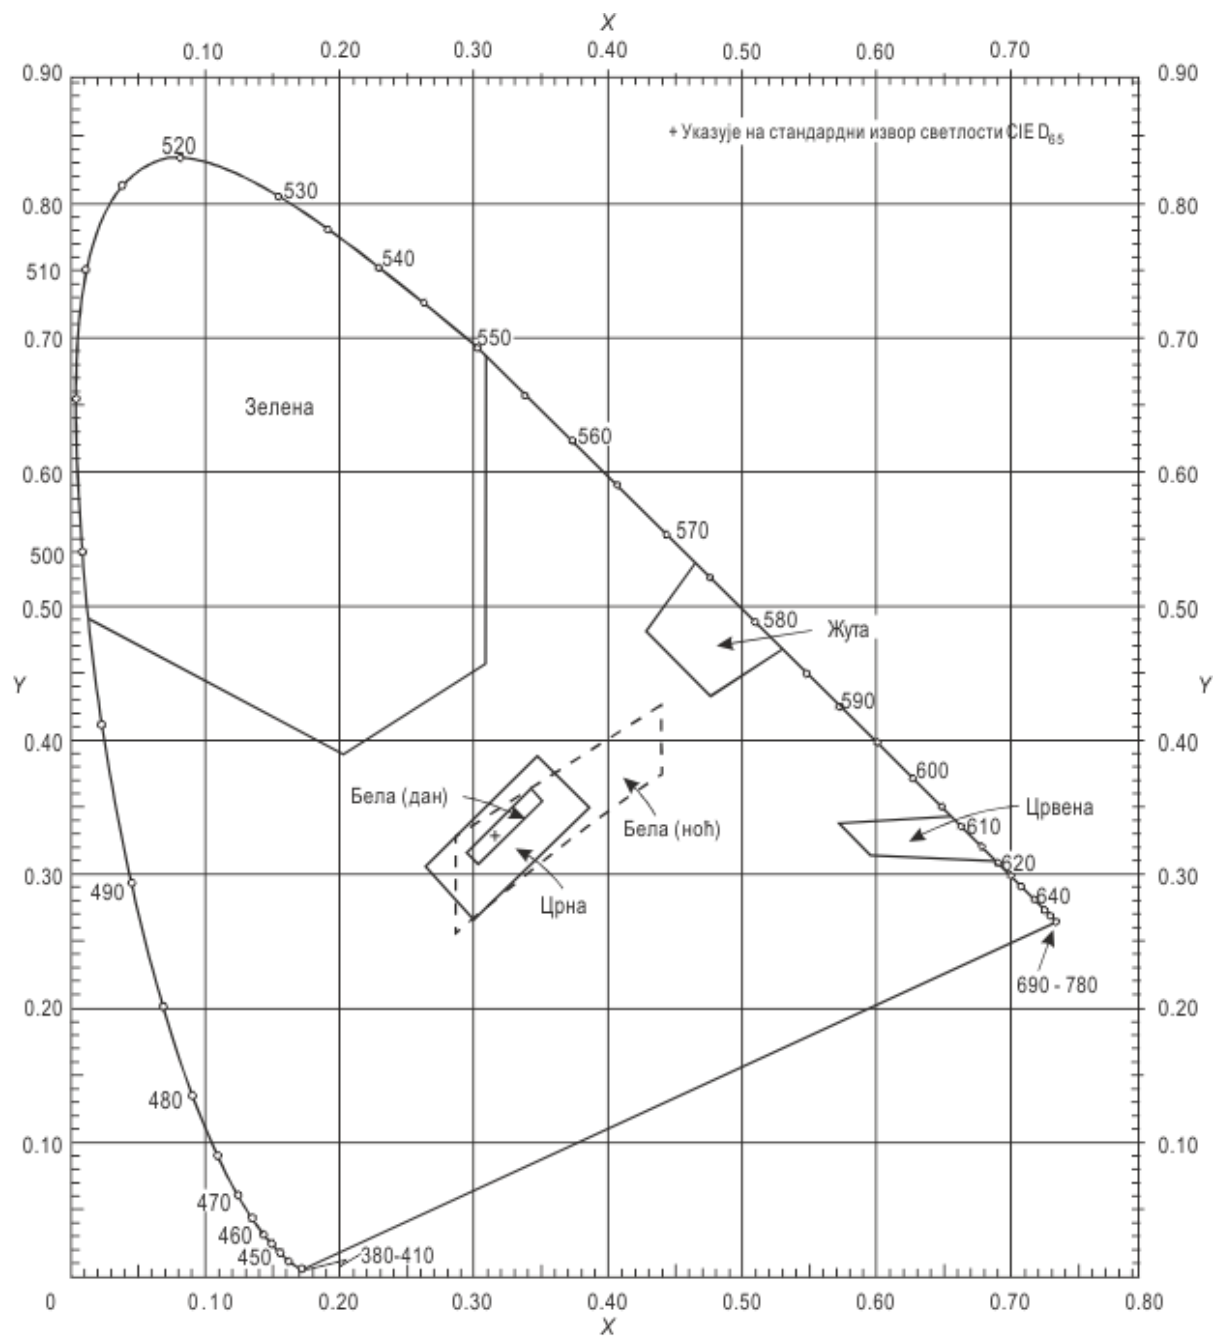 X
0.10 0.20 0.30 0.40 0.50 0.60 0.70
0.90 0.90
+ Указује на стандардни извор светлости CIE D65
520
530
0.80 0.80
540
510
0.70 550 0.70
Зелена
560
0.60 0.60
570
500
0.50 0.50
580 Жута
Y Y
590
0.40 0.40
600
Бела (дан)
Бела (ноћ)
610 Црвена
620
0.30 0.30
490
640
Црна
690 - 780
0.20 0.20
480
0.10 0.10
470
460
450 380-410
0 0.10 0.20 0.30 0.40 0.50 0.60 0.70 0.80
X